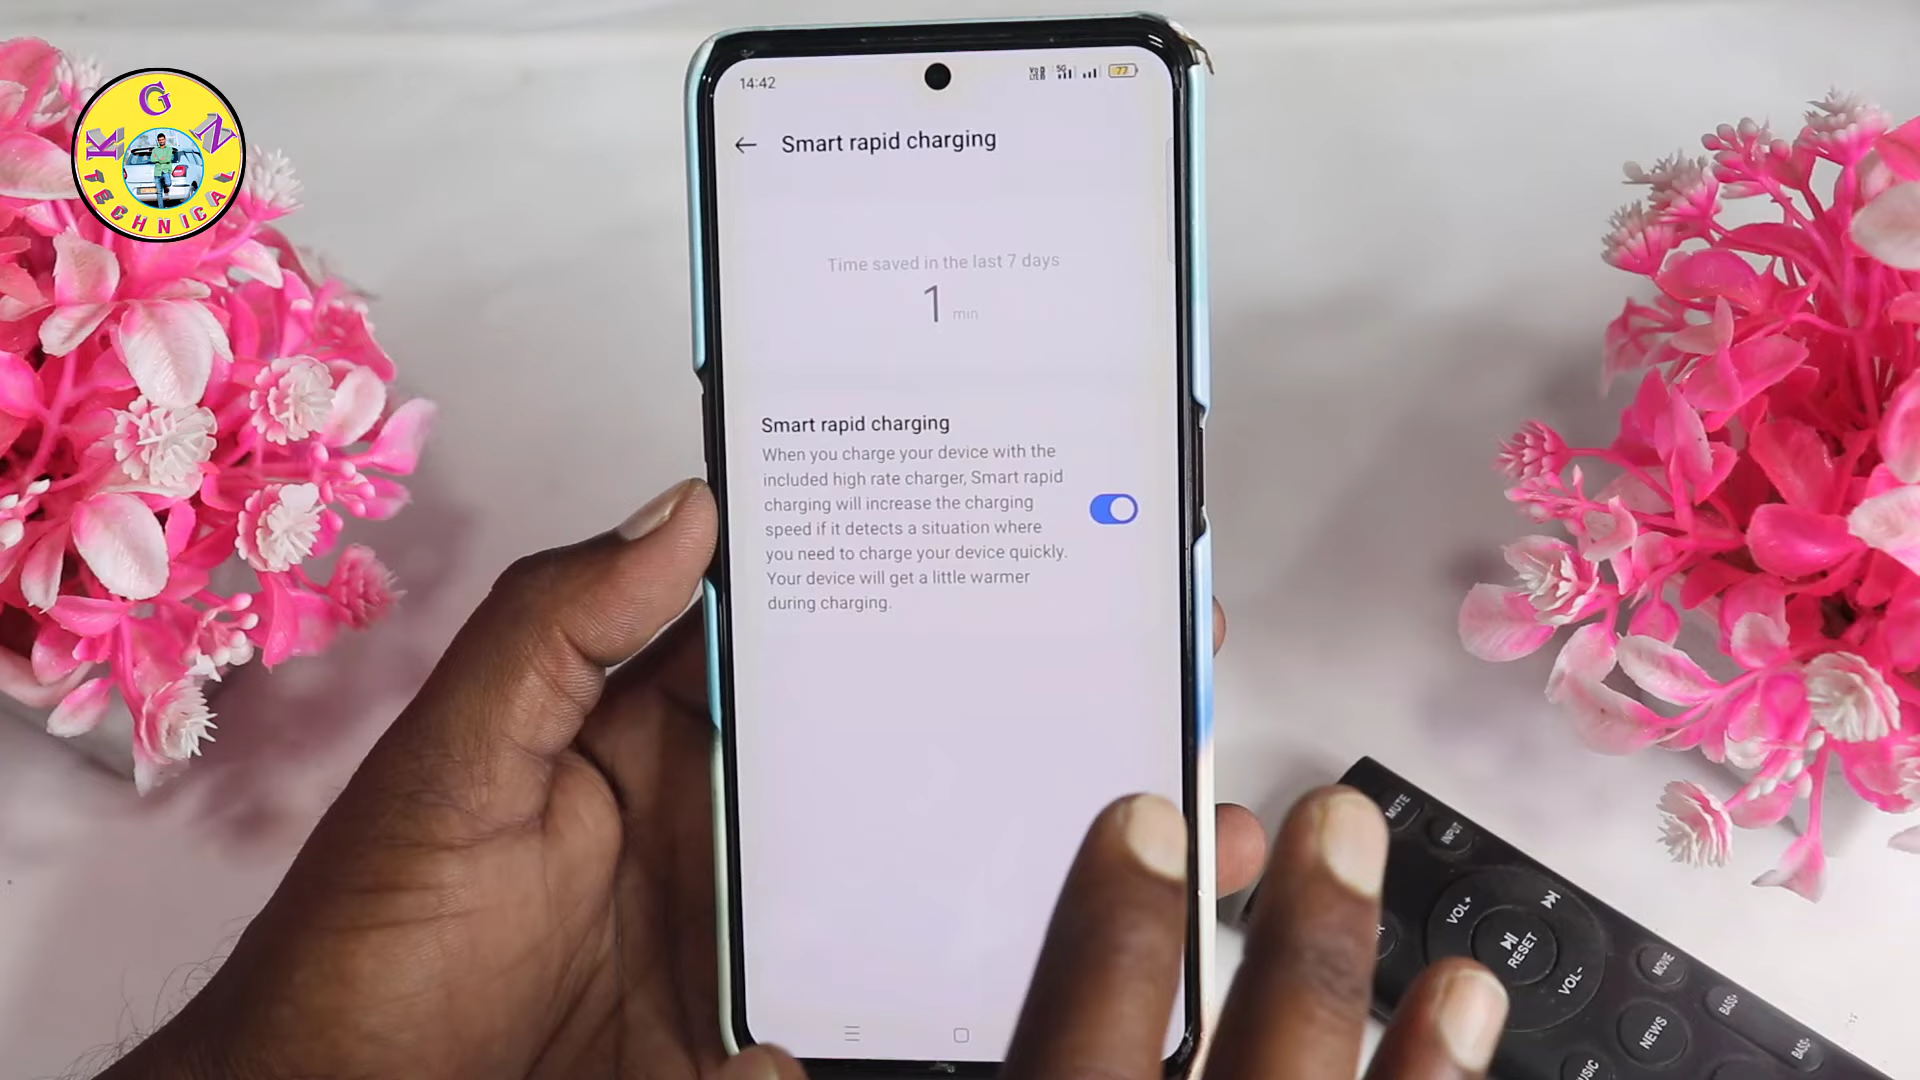 KGN
TECHNICAL
14:42
5G
77
Smart rapid charging
Time saved in the last 7 days
1 min
Smart rapid charging
When you charge your device with the
included high rate charger, Smart rapid
charging will increase the charging
speed if it detects a situation where
you need to charge your device quickly.
Your device will get a little warmer
during charging.
MUTE
INPUT
VOL+
RESET
VOL-
MOVIE
NEWS
BASS+